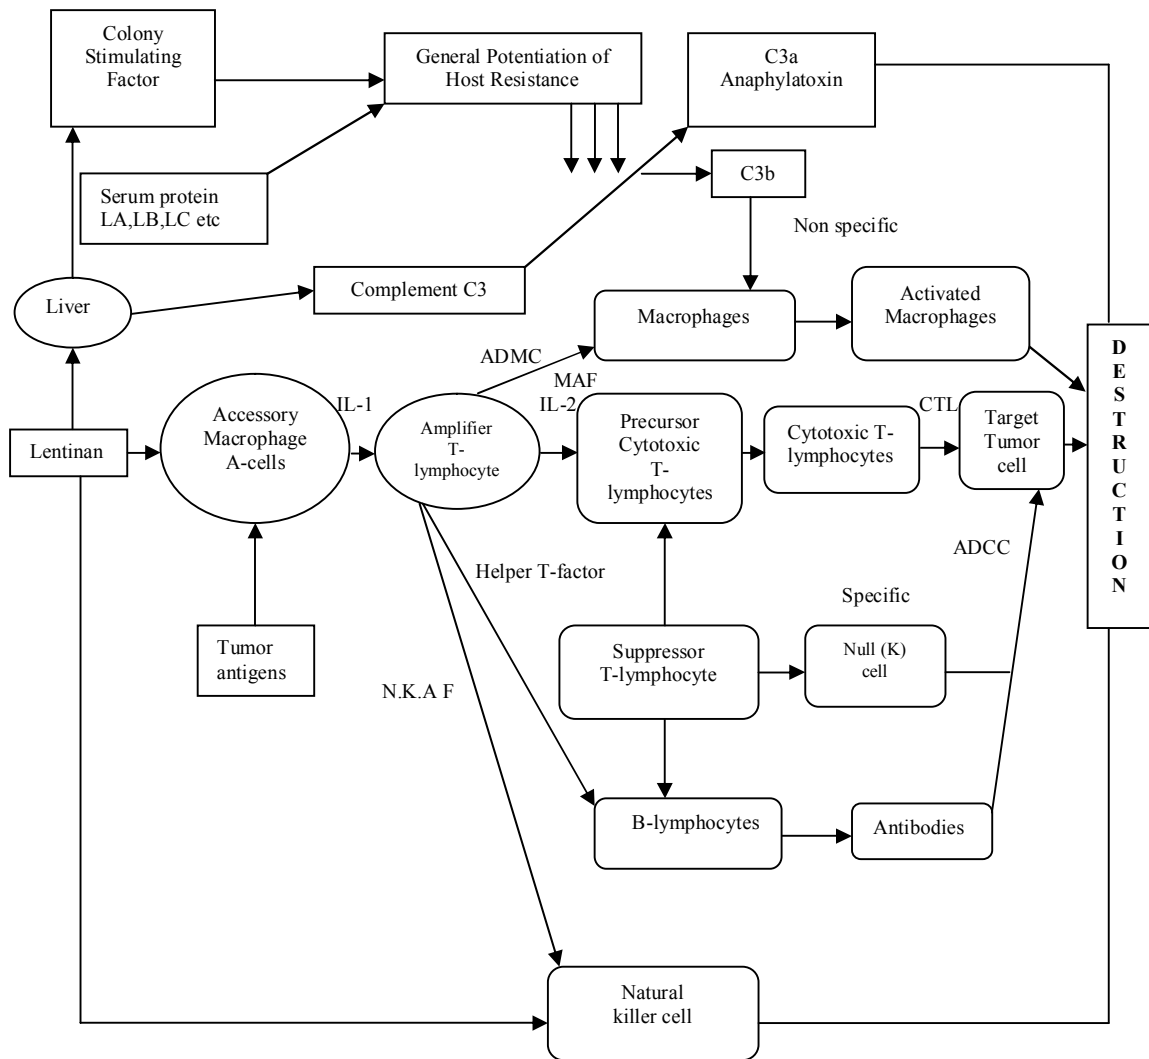 Colony
Stimulating
Factor
General Potentiation of
Host Resistance
C3a
Anaphylatoxin
Serum protein
LA,LB,LC etc
C3b
Non specific
Liver
Complement C3
Macrophages
Activated
Macrophages
ADMC
MAF
IL-1
IL-2
CTL
Lentinan
Accessory
Macrophage
A-cells
Amplifier
T-
lymphocyte
Precursor
Cytotoxic
T-
lymphocytes
Cytotoxic T-
lymphocytes
Target
Tumor
cell
DESTRUCTION
ADCC
Helper T-factor
Specific
Tumor
antigens
Suppressor
T-lymphocyte
Null (K)
cell
N.K.A F
B-lymphocytes
Antibodies
Natural
killer cell